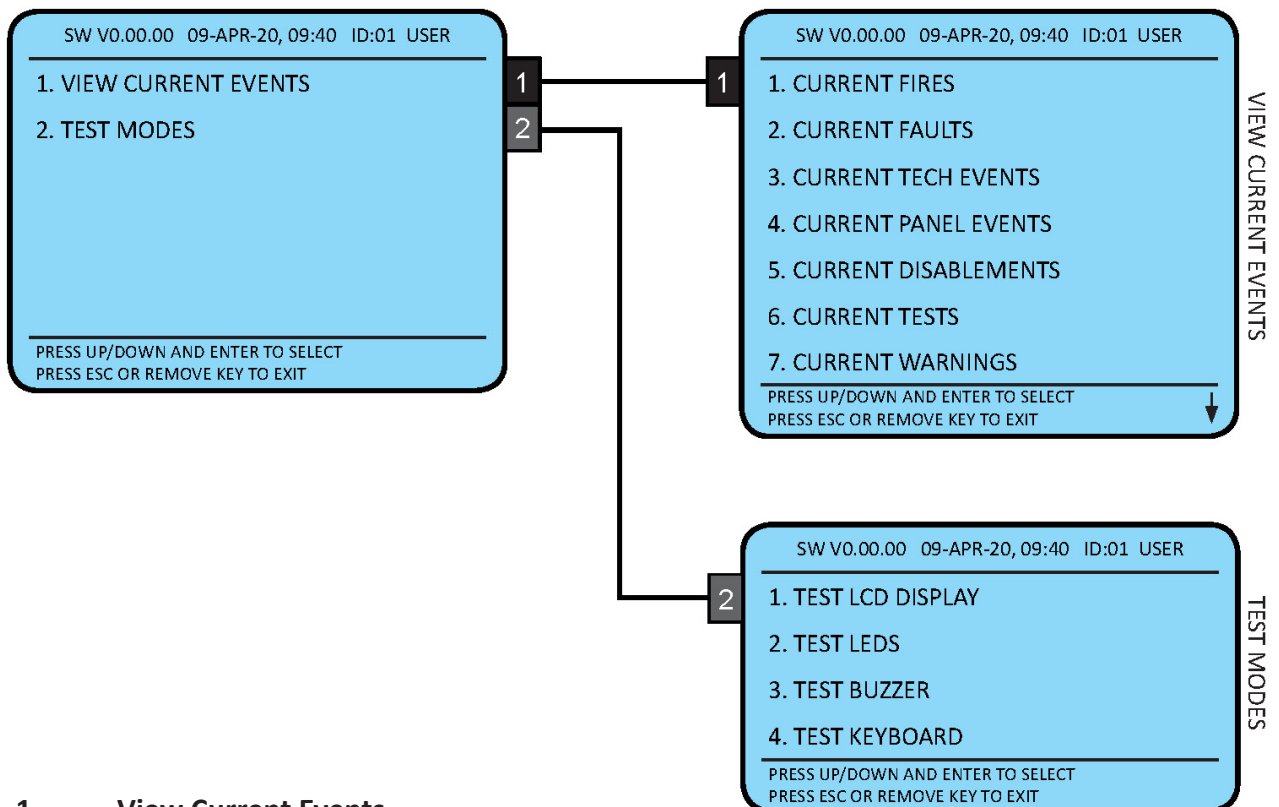 SW V0.00.00 09-APR-20, 09:40 ID:01 USER
1. VIEW CURRENT EVENTS
2. TEST MODES
PRESS UP/DOWN AND ENTER TO SELECT
PRESS ESC OR REMOVE KEY TO EXIT
1
2
1
SW V0.00.00 09-APR-20, 09:40 ID:01 USER
1. CURRENT FIRES
2. CURRENT FAULTS
3. CURRENT TECH EVENTS
4. CURRENT PANEL EVENTS
5. CURRENT DISABLEMENTS
6. CURRENT TESTS
7. CURRENT WARNINGS
PRESS UP/DOWN AND ENTER TO SELECT
PRESS ESC OR REMOVE KEY TO EXIT
VIEW CURRENT EVENTS
2
SW V0.00.00 09-APR-20, 09:40 ID:01 USER
1. TEST LCD DISPLAY
2. TEST LEDS
3. TEST BUZZER
4. TEST KEYBOARD
PRESS UP/DOWN AND ENTER TO SELECT
PRESS ESC OR REMOVE KEY TO EXIT
TEST MODES
1 View Current Events